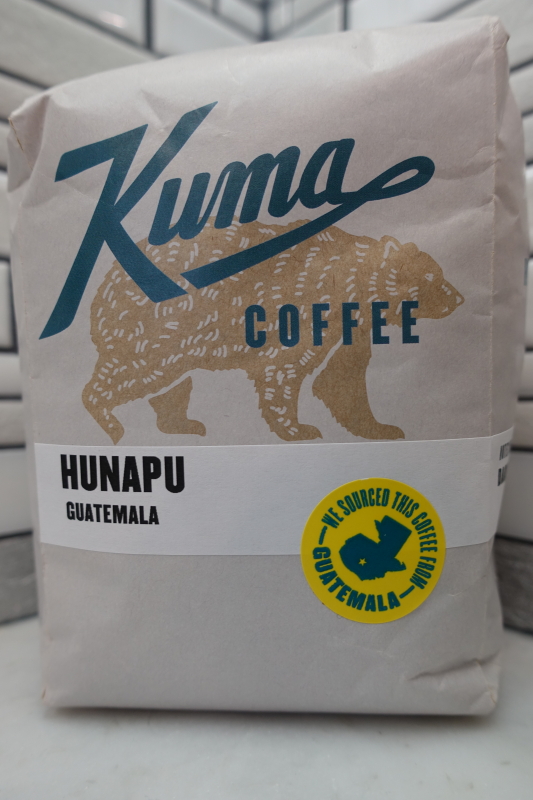 Kuma
COFFEE
HUNAPU
GUATEMALA
WE SOURCED THIS COFFEE FROM
GUATEMALA